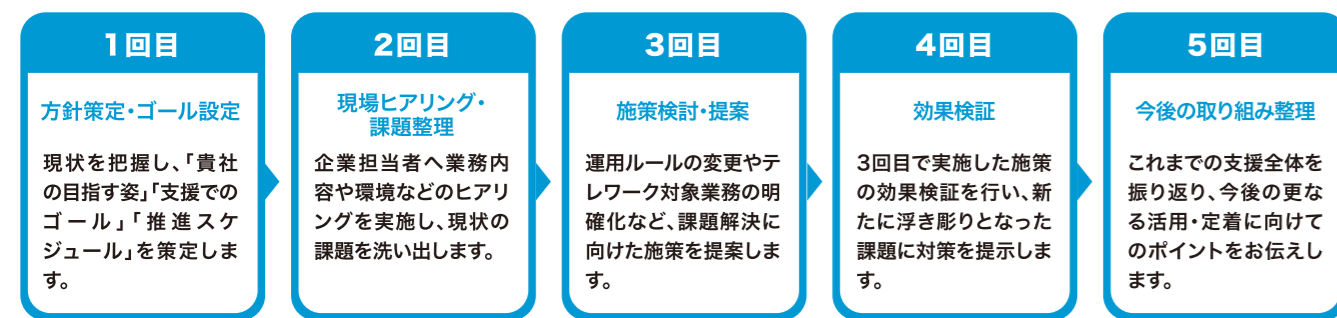 1回目
方針策定・ゴール設定
現状を把握し、「貴社
の目指す姿」「支援での
ゴール」「推進スケ
ジュール」を策定しま
す。
2回目
現場ヒアリング・
課題整理
企業担当者へ業務内
容や環境などのヒアリ
ングを実施し、現状の
課題を洗い出します。
3回目
施策検討・提案
運用ルールの変更やテ
レワーク対象業務の明
確化など、課題解決に
向けた施策を提案しま
す。
4回目
効果検証
3回目で実施した施策
の効果検証を行い、新
たに浮き彫りとなった
課題に対策を提示しま
す。
5回目
今後の取り組み整理
これまでの支援全体を
振り返り、今後の更な
る活用・定着に向けて
のポイントをお伝えし
ます。